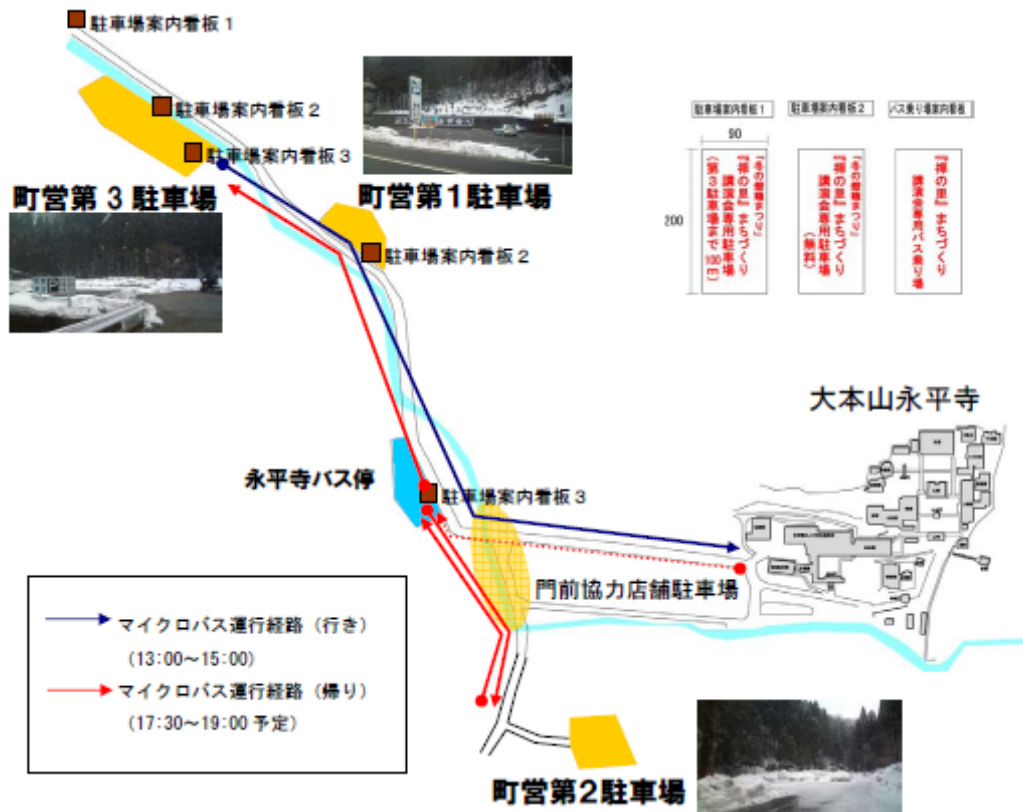 駐車場案内看板1
駐車場案内看板2
駐車場案内看板3
町営第3駐車場
町営第1駐車場
駐車場案内看板2
駐車場案内看板1
駐車場案内看板2
バス乗り場案内看板
90
200
『冬の燈籠まつり』
『禅の里』まちづくり
講演会専用駐車場
(第3駐車場まで100m)
『冬の燈籠まつり』
『禅の里』まちづくり
講演会専用駐車場
(無料)
『禅の里』まちづくり
講演会専用バス乗り場
大本山永平寺
永平寺バス停
駐車場案内看板3
門前協力店舗駐車場
マイクロバス運行経路(行き)
(13:00~15:00)
マイクロバス運行経路(帰り)
(17:30~19:00 予定)
町営第2駐車場